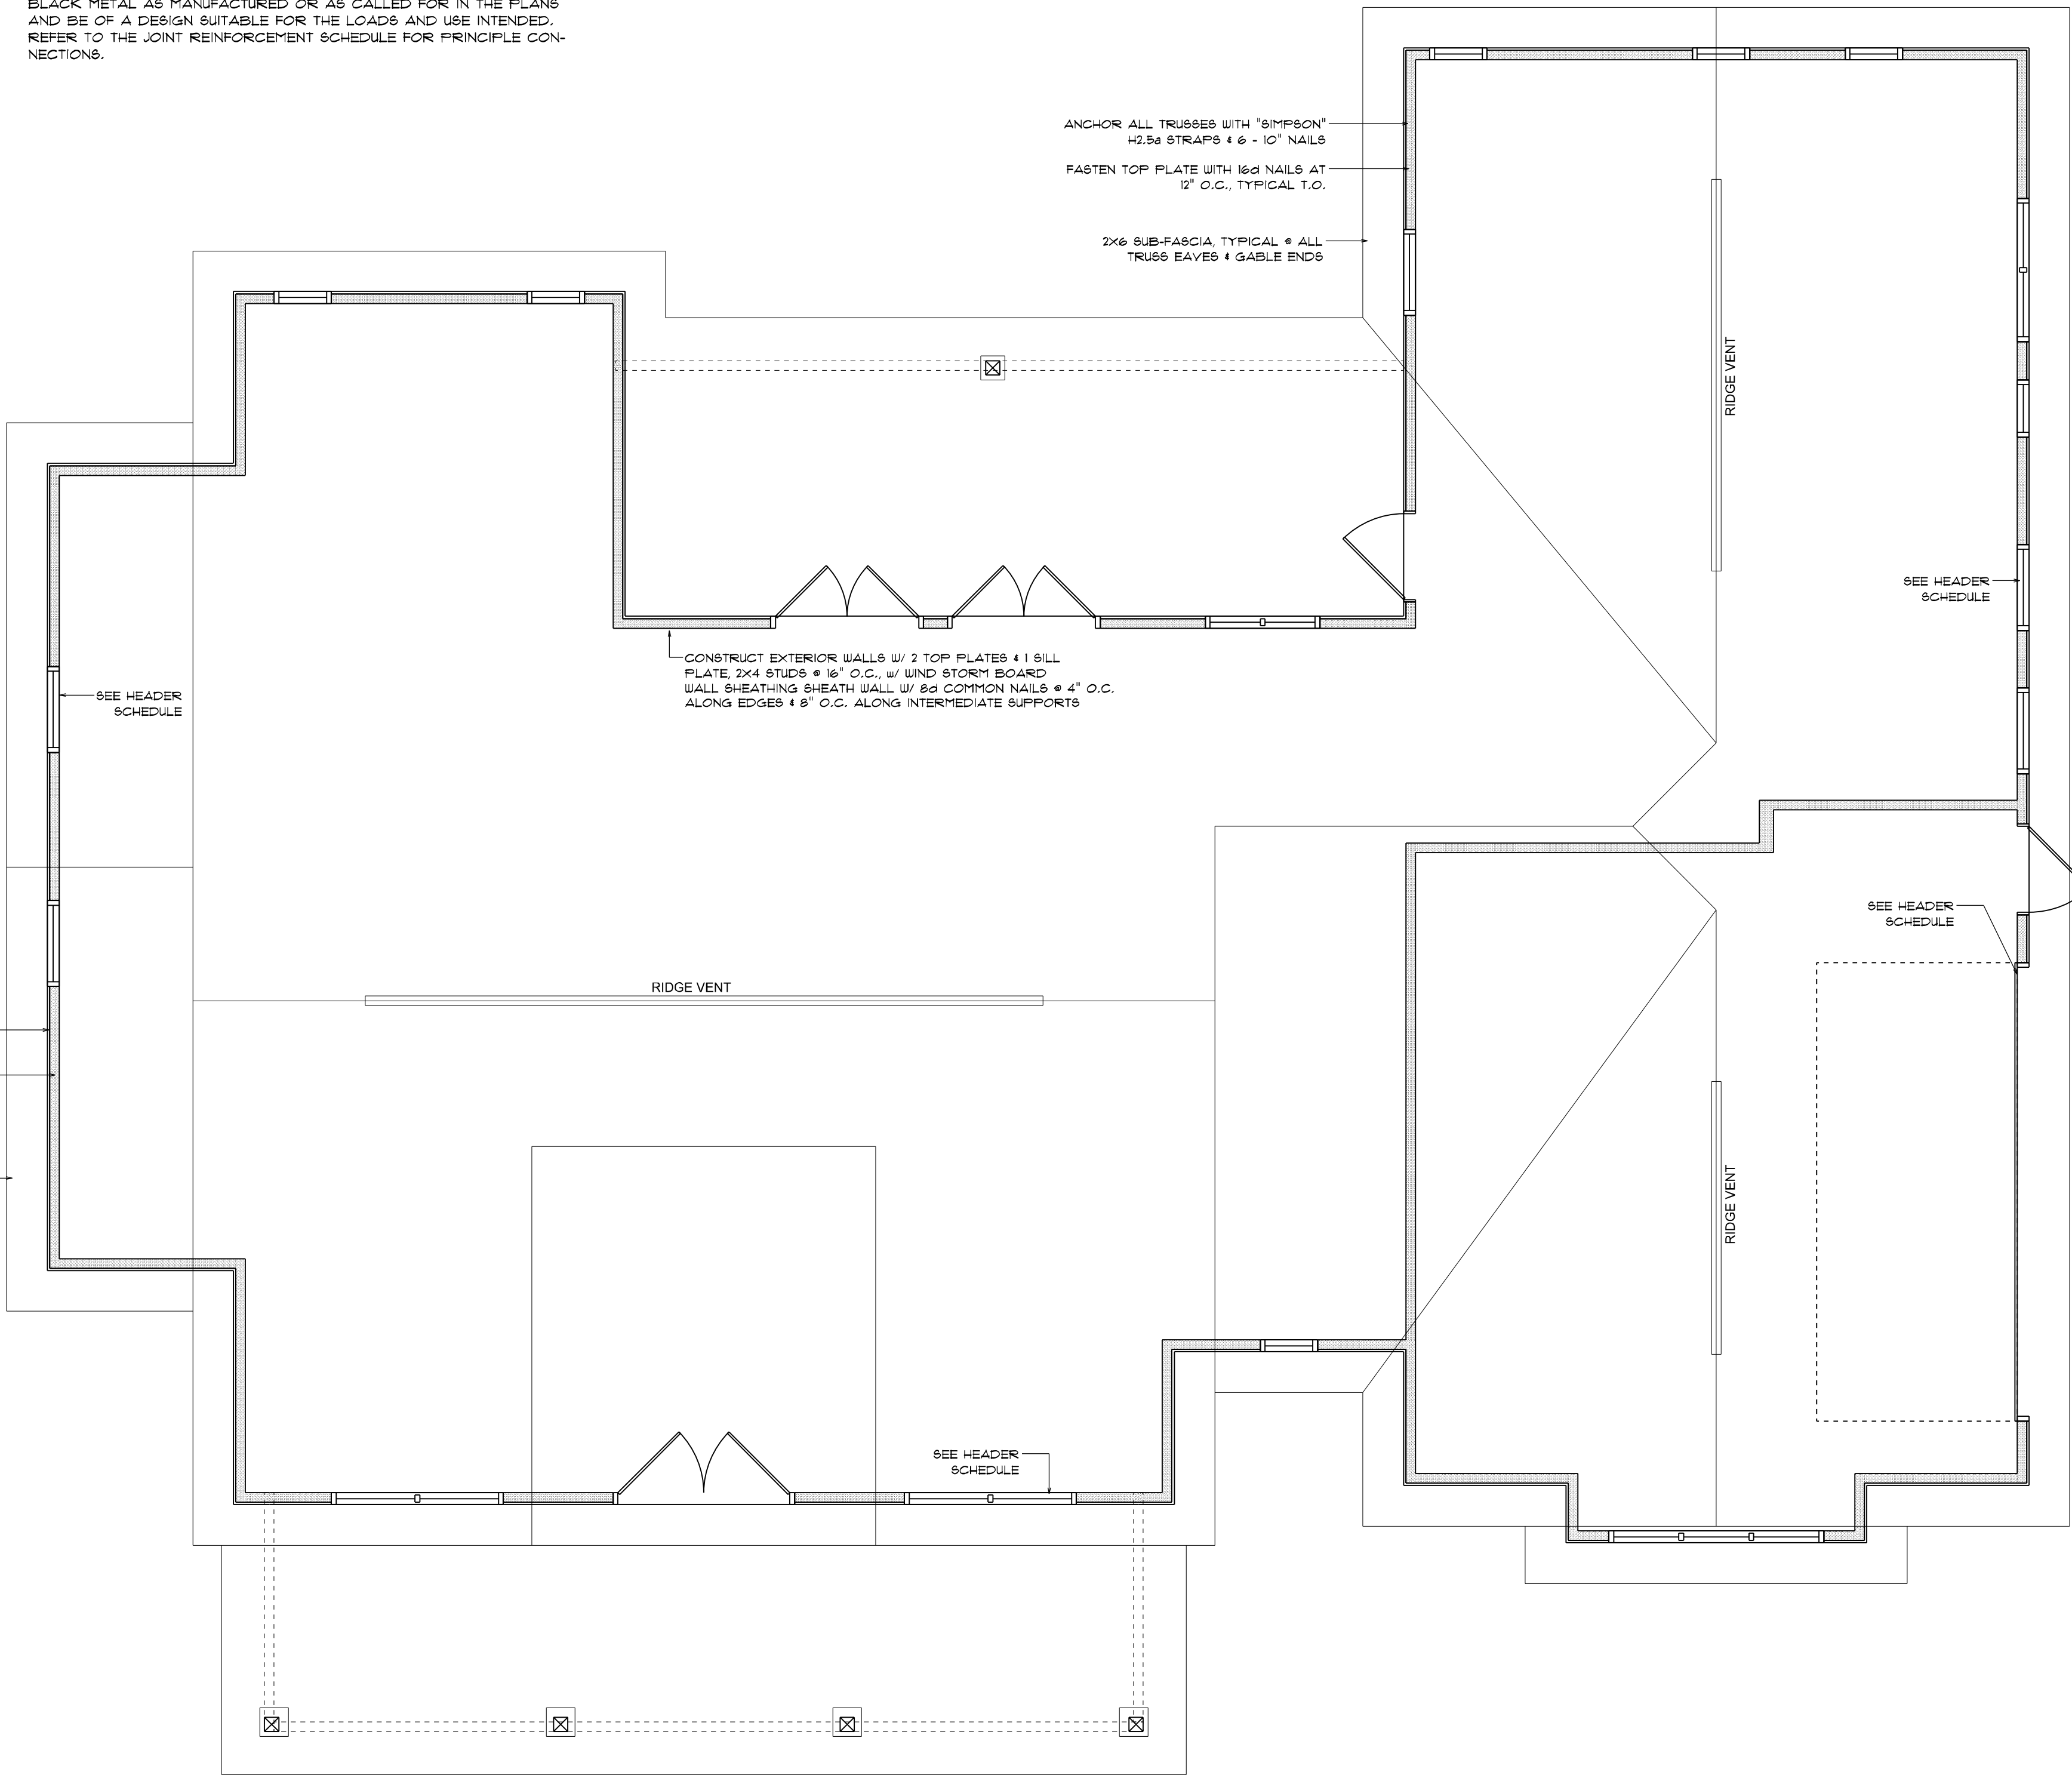 BLACK METAL AS MANUFACTURED OR AS CALLED FOR IN THE PLANS
AND BE OF A DESIGN SUITABLE FOR THE LOADS AND USE INTENDED.
REFER TO THE JOINT REINFORCEMENT SCHEDULE FOR PRINCIPLE CON-
NECTIONS.
ANCHOR ALL TRUSSES WITH "SIMPSON"
H2.5a STRAPS & 6 - 10" NAILS
FASTEN TOP PLATE WITH 16d NAILS AT
12" O.C., TYPICAL T.O.
2X6 SUB-FASCIA, TYPICAL @ ALL
TRUSS EAVES & GABLE ENDS
RIDGE VENT
SEE HEADER
SCHEDULE
CONSTRUCT EXTERIOR WALLS W/ 2 TOP PLATES & 1 SILL
PLATE, 2X4 STUDS @ 16" O.C., W/ WIND STORM BOARD
WALL SHEATHING SHEATH WALL W/ 8d COMMON NAILS @ 4" O.C.
ALONG EDGES & 8" O.C. ALONG INTERMEDIATE SUPPORTS
SEE HEADER
SCHEDULE
SEE HEADER
SCHEDULE
RIDGE VENT
RIDGE VENT
SEE HEADER
SCHEDULE